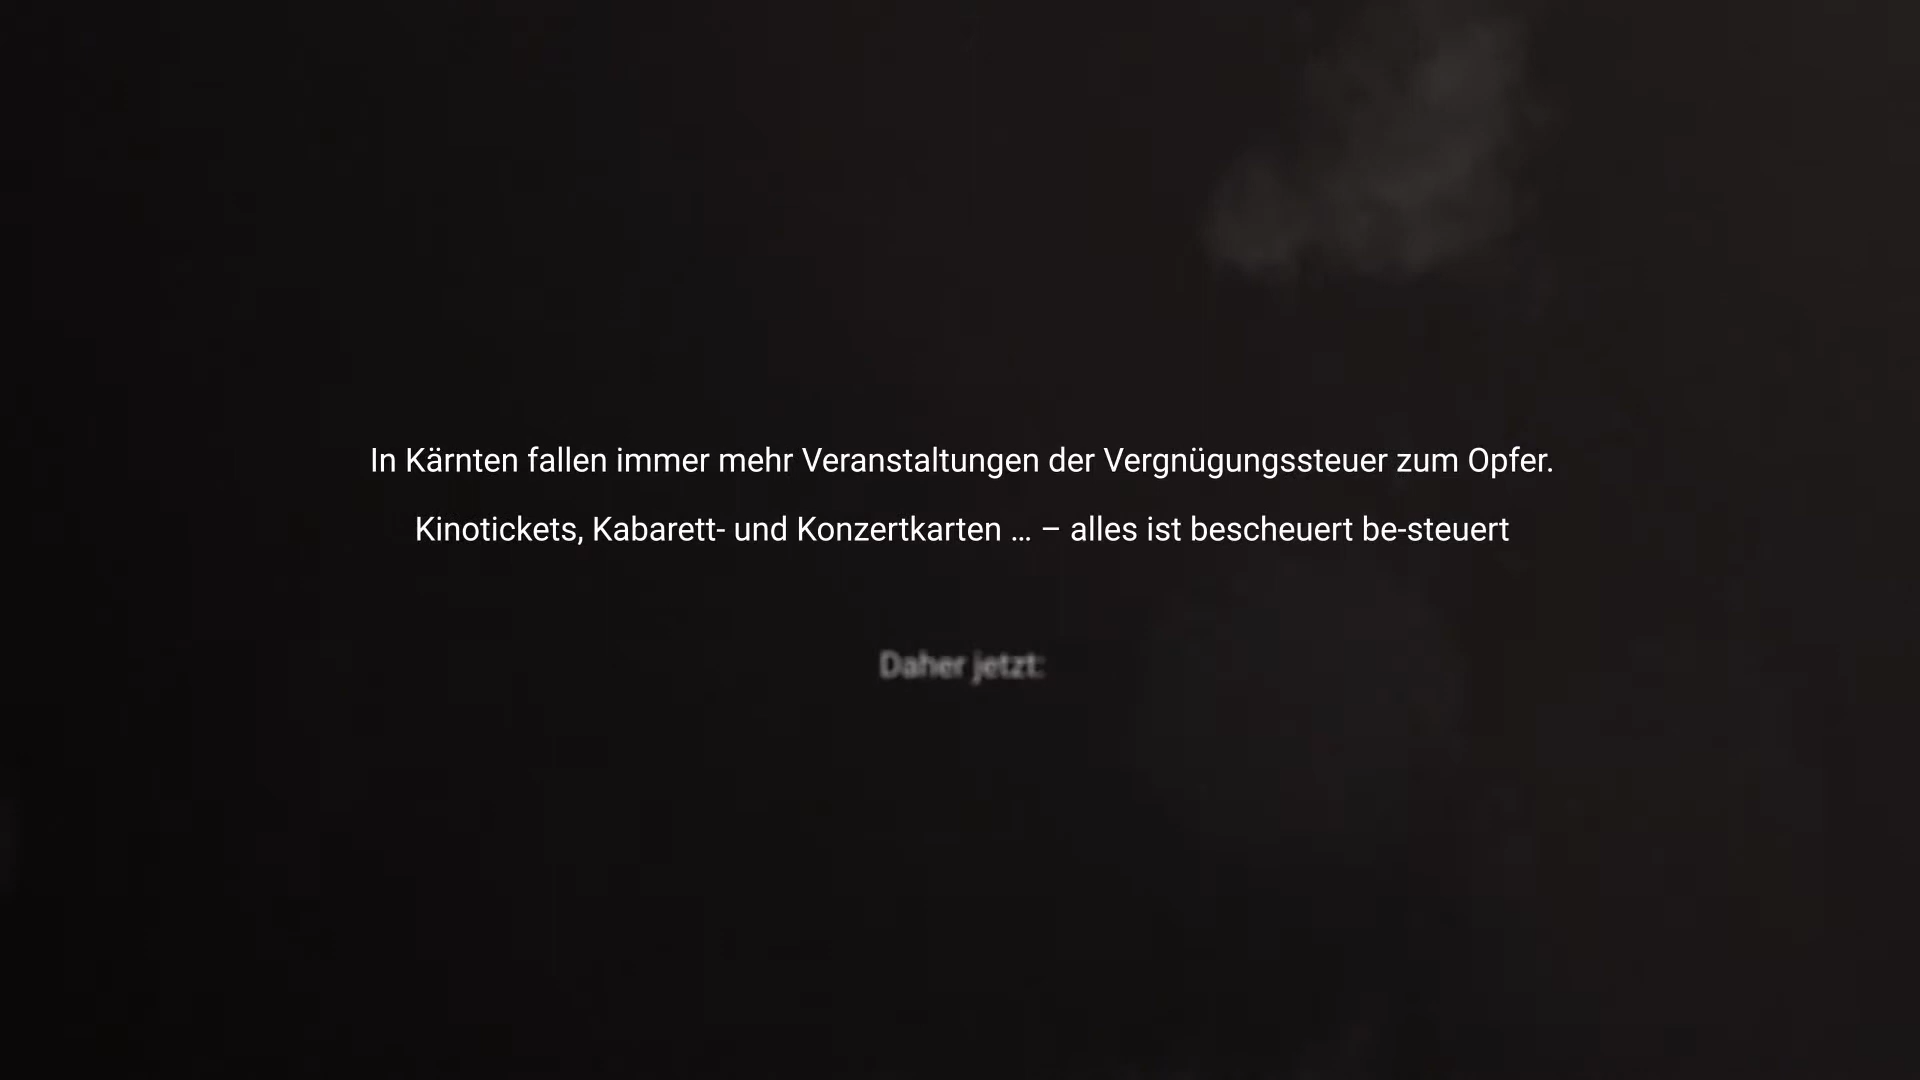 In Kärnten fallen immer mehr Veranstaltungen der Vergnügungssteuer zum Opfer.
Kinotickets, Kabarett- und Konzertkarten … – alles ist bescheuert be-steuert
Daher jetzt: